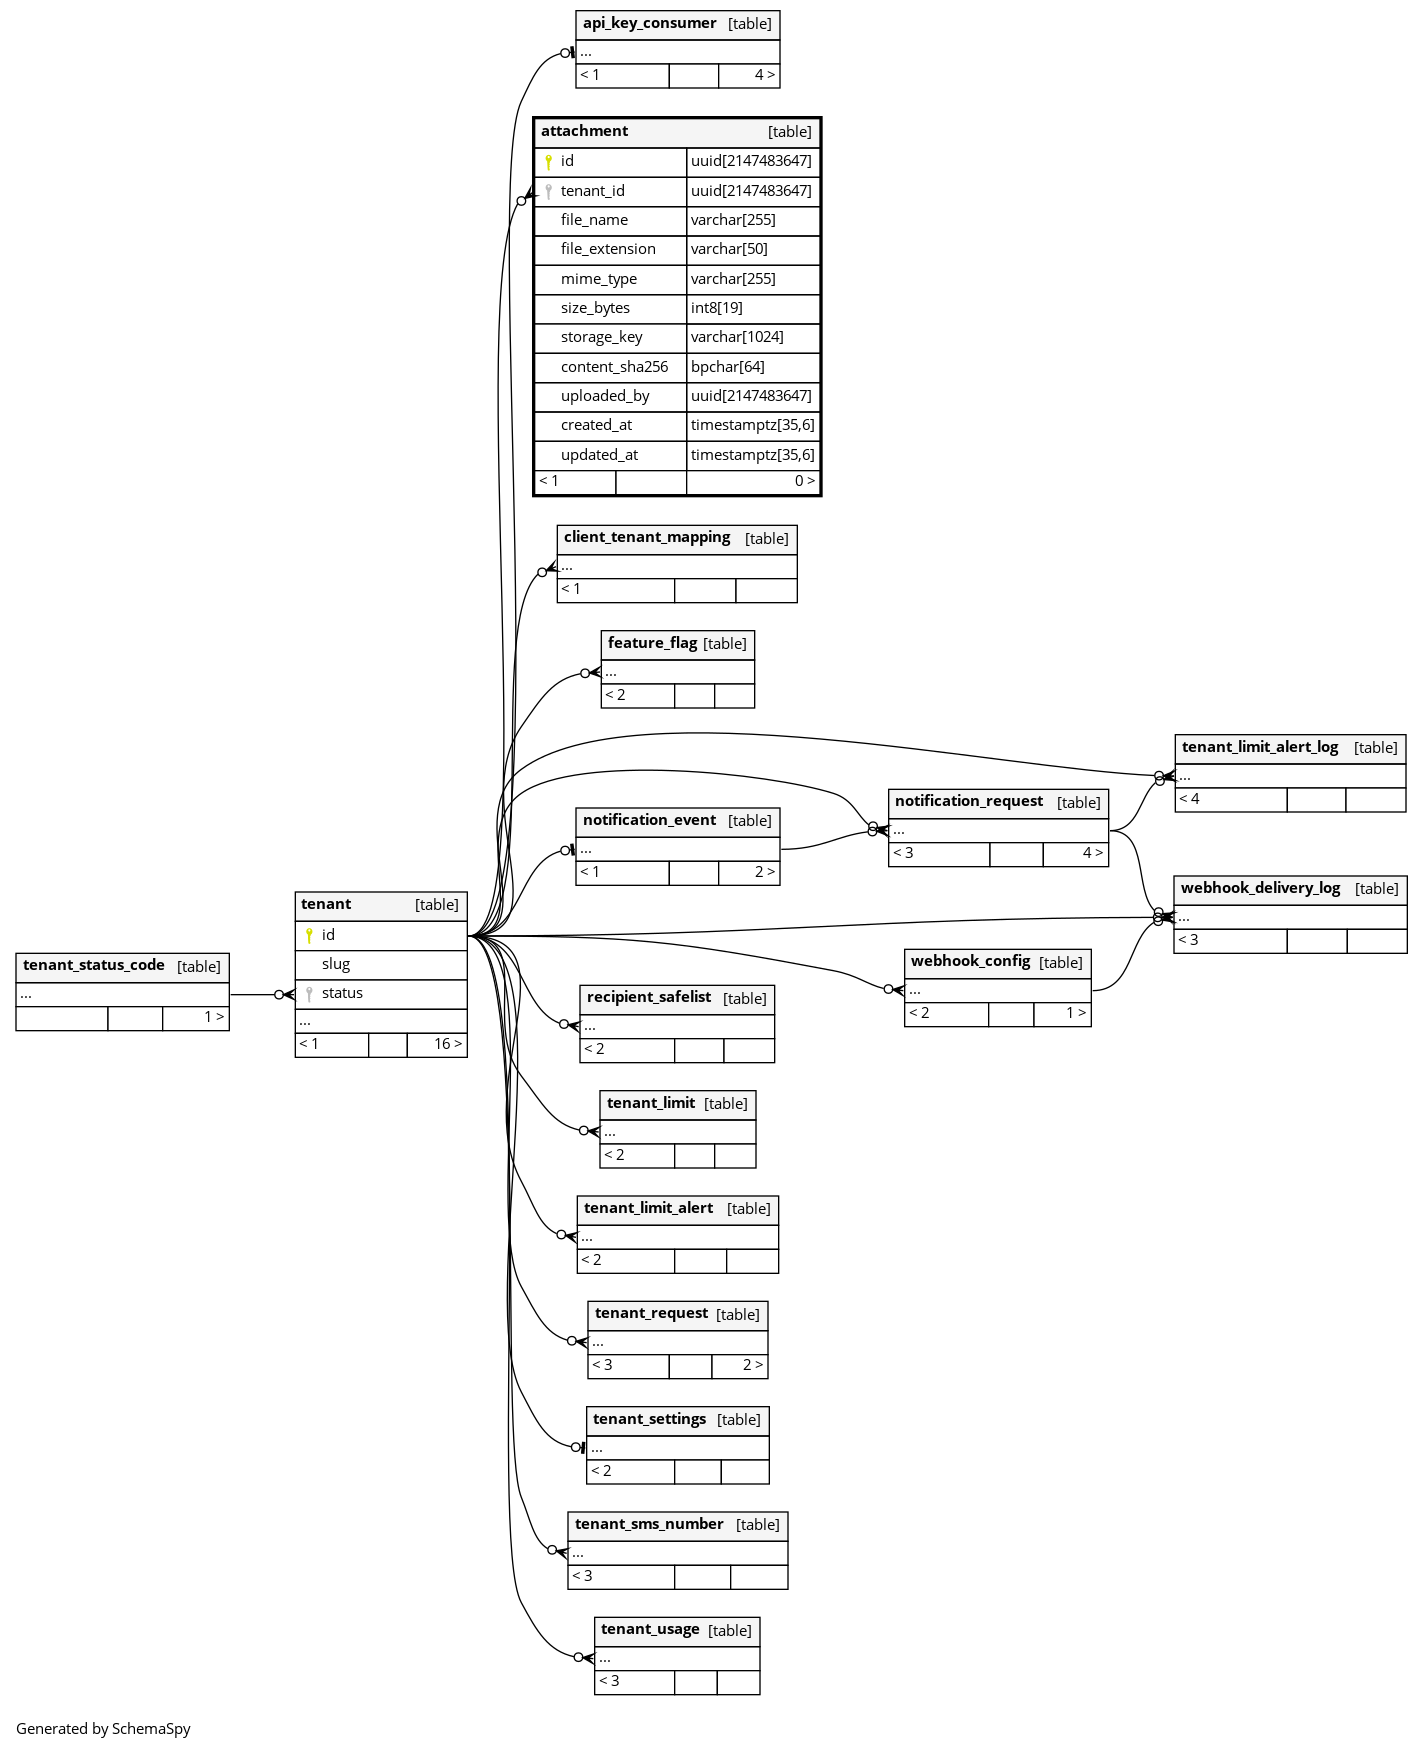 api_key_consumer [table]
...
< 1 4 >
attachment [table]
id uuid[2147483647]
tenant_id uuid[2147483647]
file_name varchar[255]
file_extension varchar[50]
mime_type varchar[255]
size_bytes int8[19]
storage_key varchar[1024]
content_sha256 bpchar[64]
uploaded_by uuid[2147483647]
created_at timestamptz[35,6]
updated_at timestamptz[35,6]
< 1 0 >
client_tenant_mapping [table]
...
< 1
feature_flag [table]
...
< 2
tenant_limit_alert_log [table]
...
< 4
notification_request [table]
...
< 3 4 >
notification_event [table]
...
< 1 2 >
webhook_delivery_log [table]
...
< 3
tenant [table]
id
slug
status
...
< 1 16 >
tenant_status_code [table]
...
1 >
webhook_config [table]
...
< 2 1 >
recipient_safelist [table]
...
< 2
tenant_limit [table]
...
< 2
tenant_limit_alert [table]
...
< 2
tenant_request [table]
...
< 3 2 >
tenant_settings [table]
...
< 2
tenant_sms_number [table]
...
< 3
tenant_usage [table]
...
< 3
Generated by SchemaSpy